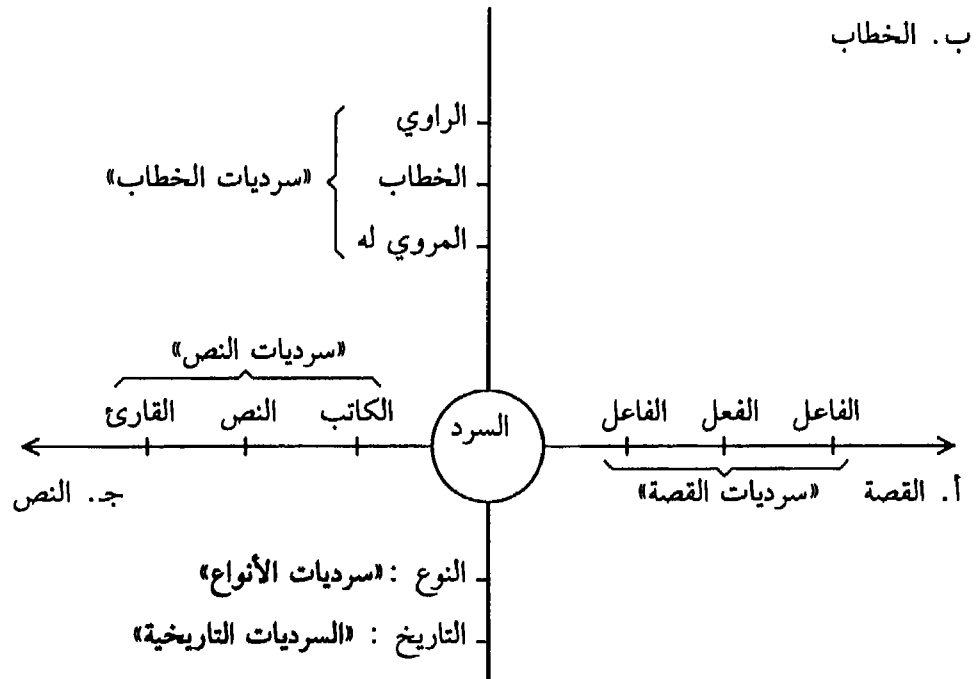 ب. الخطاب
الراوي
الخطاب
«سرديات الخطاب»
المروي له
«سرديات النص»
الفاعل الفعل الفاعل
السرد
الكاتب النص القارئ
أ. القصة
«سرديات القصة»
جـ. النص
النوع : «سرديات الأنواع»
التاريخ : «السرديات التاريخية»